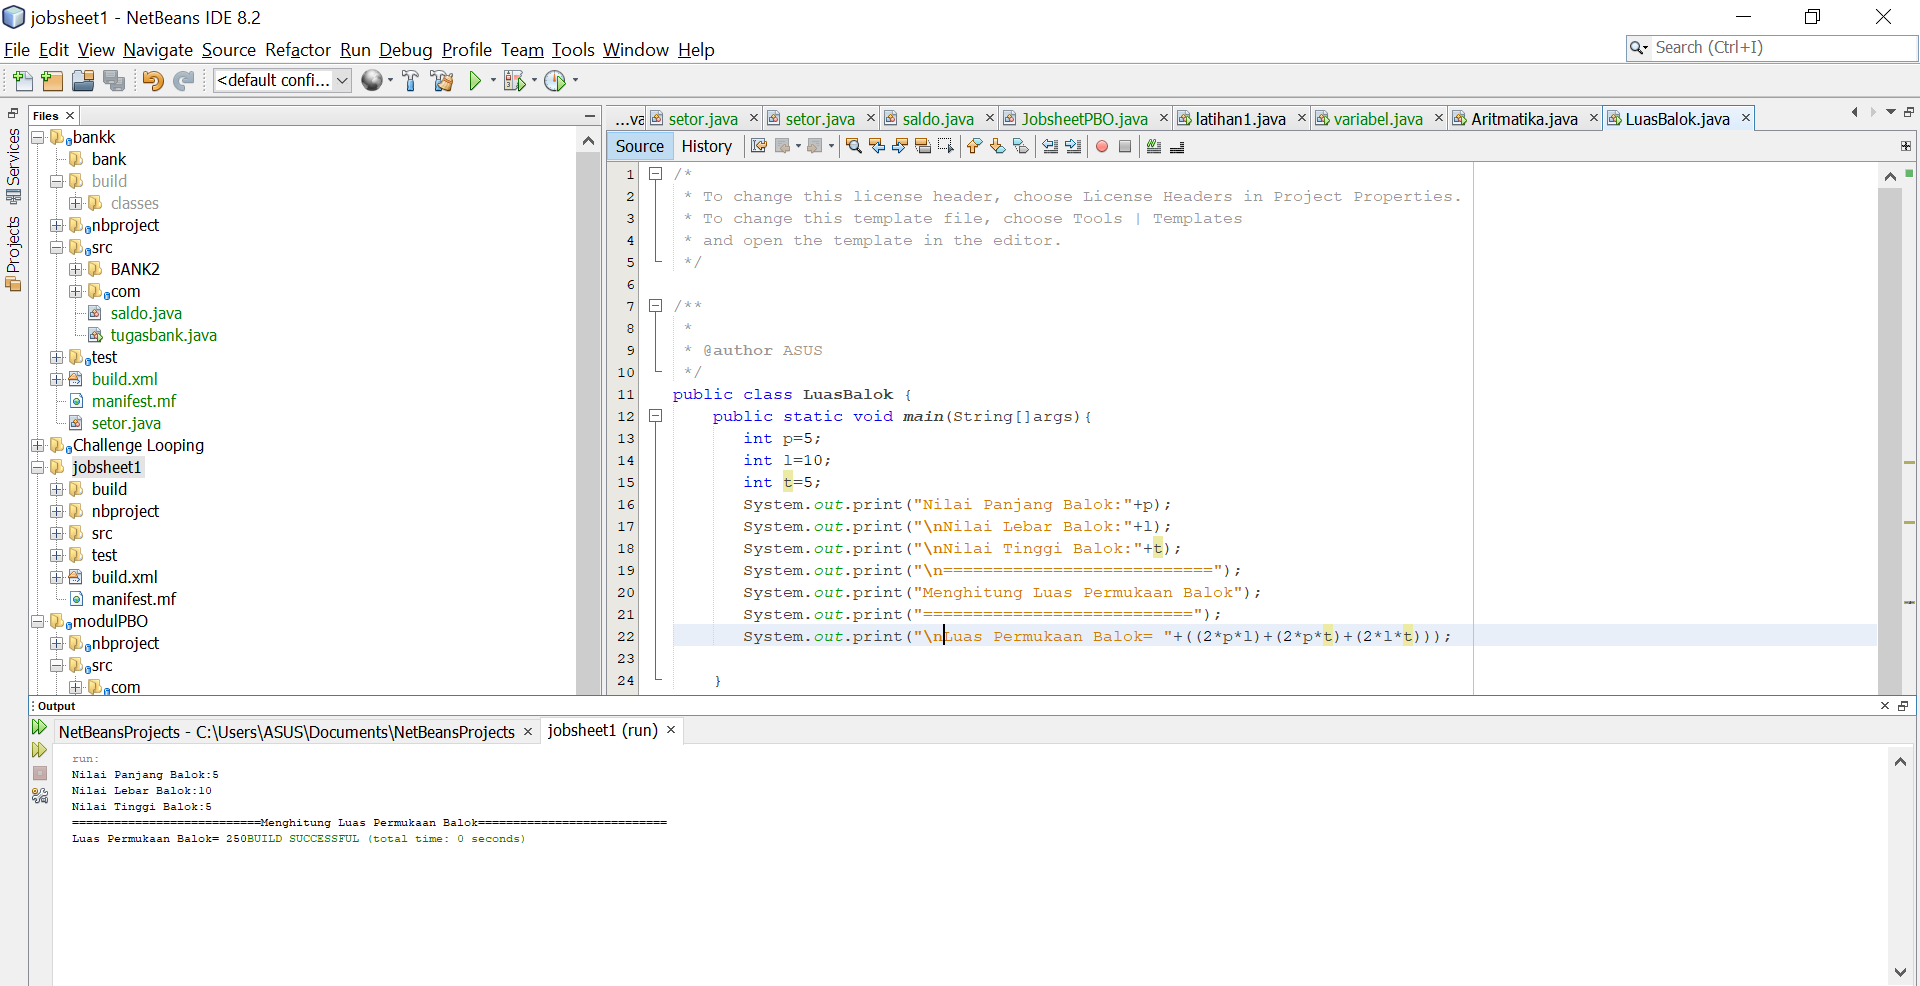 jobsheet1 - NetBeans IDE 8.2
File Edit View Navigate Source Refactor Run Debug Profile Team Tools Window Help
Search (Ctrl+I)
<default confi...
Services
Projects
Files
bankk
bank
build
classes
nbproject
src
BANK2
com
saldo.java
tugasbank.java
test
build.xml
manifest.mf
setor.java
Challenge Looping
jobsheet1
build
nbproject
src
test
build.xml
manifest.mf
modulPBO
nbproject
src
com
...va setor.java setor.java saldo.java JobsheetPBO.java latihan1.java variabel.java Aritmatika.java LuasBalok.java
Source History
1 /*
2 * To change this license header, choose License Headers in Project Properties.
3 * To change this template file, choose Tools | Templates
4 * and open the template in the editor.
5 */
6
7 /**
8 *
9 * @author ASUS
10 */
11 public class LuasBalok {
12 public static void main(String[]args){
13 int p=5;
14 int l=10;
15 int t=5;
16 System.out.print("Nilai Panjang Balok:"+p);
17 System.out.print("\nNilai Lebar Balok:"+l);
18 System.out.print("\nNilai Tinggi Balok:"+t);
19 System.out.print("\n===========================");
20 System.out.print("Menghitung Luas Permukaan Balok");
21 System.out.print("===========================");
22 System.out.print("\nLuas Permukaan Balok= "+((2*p*l)+(2*p*t)+(2*l*t)));
23
24 }
Output
NetBeansProjects - C:\Users\ASUS\Documents\NetBeansProjects jobsheet1 (run)
run:
Nilai Panjang Balok:5
Nilai Lebar Balok:10
Nilai Tinggi Balok:5
===========================Menghitung Luas Permukaan Balok===========================
Luas Permukaan Balok= 250BUILD SUCCESSFUL (total time: 0 seconds)